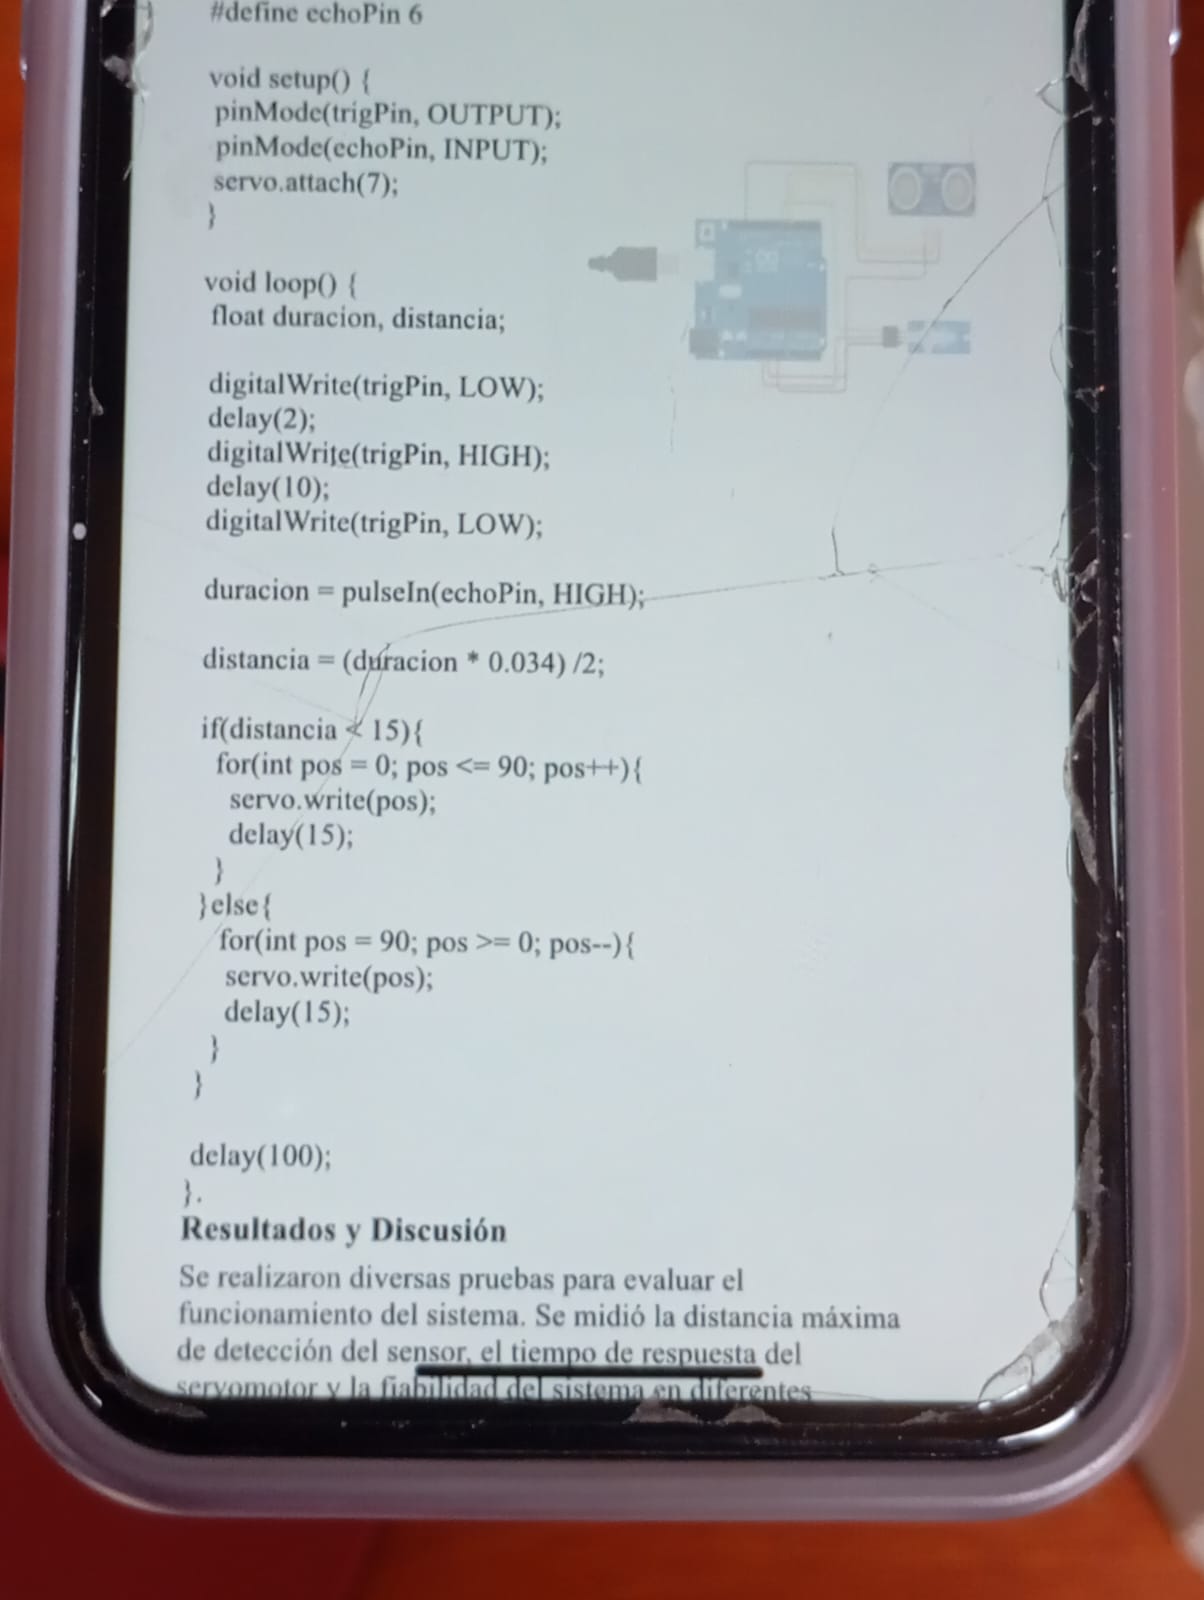 #define echoPin 6
void setup() {
pinMode(trigPin, OUTPUT);
pinMode(echoPin, INPUT);
servo.attach(7);
}
void loop() {
float duracion, distancia;
digitalWrite(trigPin, LOW);
delay(2);
digitalWrite(trigPin, HIGH);
delay(10);
digitalWrite(trigPin, LOW);
duracion = pulseIn(echoPin, HIGH);
distancia = (duracion * 0.034) /2;
if(distancia < 15){
for(int pos = 0; pos <= 90; pos++){
servo.write(pos);
delay(15);
}
}else{
for(int pos = 90; pos >= 0; pos--){
servo.write(pos);
delay(15);
}
}
delay(100);
}.
Resultados y Discusión
Se realizaron diversas pruebas para evaluar el
funcionamiento del sistema. Se midió la distancia máxima
de detección del sensor, el tiempo de respuesta del
servomotor y la fiabilidad del sistema en diferentes